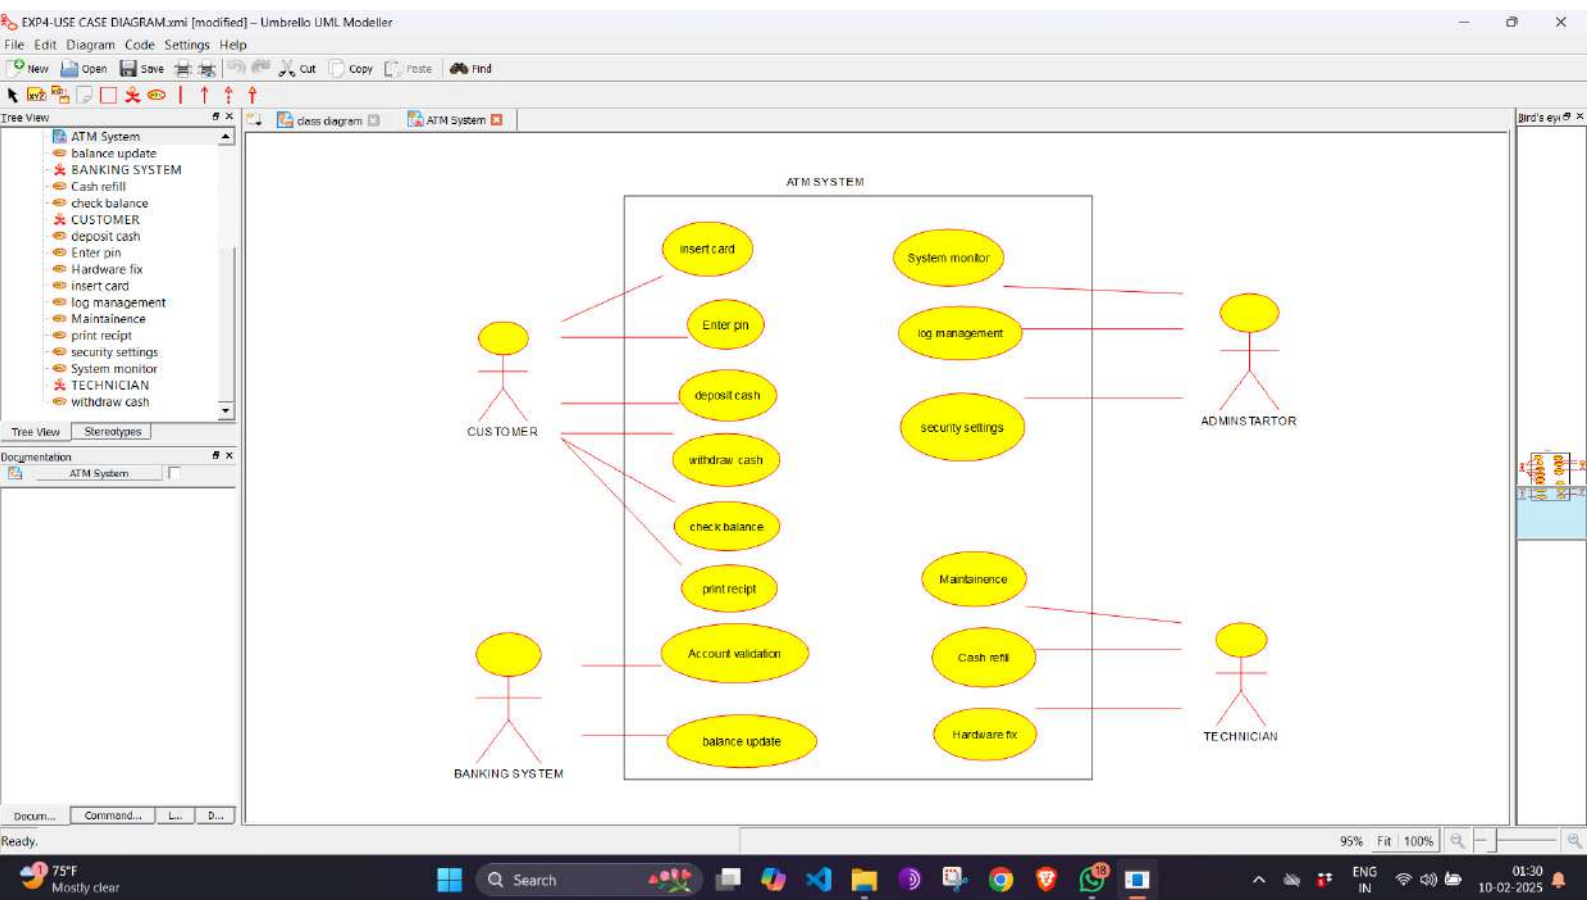 EXP4-USE CASE DIAGRAM.xmi [modified] – Umbrello UML Modeller
File Edit Diagram Code Settings Help
New Open Save Cut Copy Paste Find
Tree View
class diagram
ATM System
Bird's ey
ATM System
balance update
BANKING SYSTEM
Cash refill
check balance
CUSTOMER
deposit cash
Enter pin
Hardware fix
insert card
log management
Maintainence
print recipt
security settings
System monitor
TECHNICIAN
withdraw cash
Tree View Stereotypes
Documentation
ATM System
Docum... Command... L... D...
ATM SYSTEM
insert card
Enter pin
deposit cash
withdraw cash
check balance
print recipt
Account validation
balance update
System monitor
log management
security settings
Maintainence
Cash refill
Hardware fix
CUSTOMER
BANKING SYSTEM
ADMINSTARTOR
TECHNICIAN
Ready.
95% Fit 100%
1
75°F
Mostly clear
Search
18
ENG
IN
01:30
10-02-2025